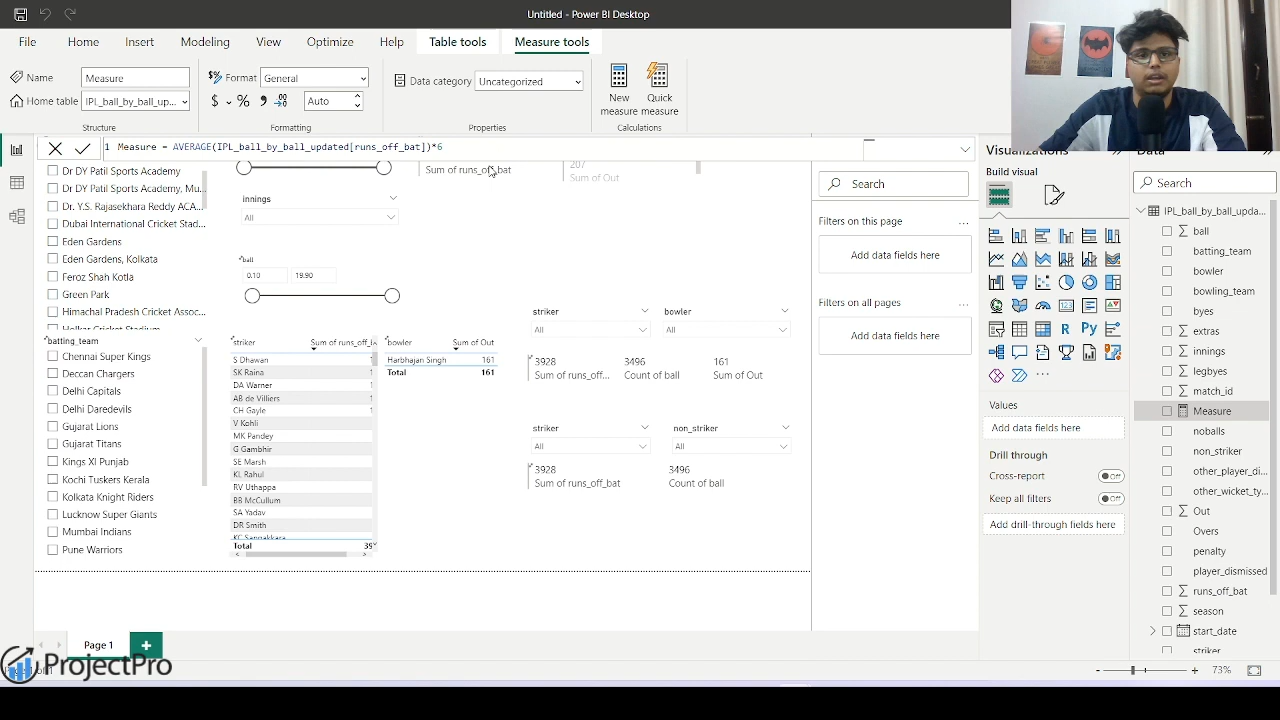 Untitled - Power BI Desktop
File Home Insert Modeling View Optimize Help Table tools Measure tools
Name Measure
Home table IPL_ball_by_ball_up...
Structure
Format General
$ % Auto
Formatting
Data category Uncategorized
Properties
New measure
Quick measure
Calculations
1 Measure = AVERAGE(IPL_ball_by_ball_updated[runs_off_bat])*6
Dr DY Patil Sports Academy
Dr DY Patil Sports Academy, Mu...
Dr. Y.S. Rajasekhara Reddy ACA...
Dubai International Cricket Stad...
Eden Gardens
Eden Gardens, Kolkata
Feroz Shah Kotla
Green Park
Himachal Pradesh Cricket Assoc...
Holkar Cricket Stadium
batting_team
Chennai Super Kings
Deccan Chargers
Delhi Capitals
Delhi Daredevils
Gujarat Lions
Gujarat Titans
Kings XI Punjab
Kochi Tuskers Kerala
Kolkata Knight Riders
Lucknow Super Giants
Mumbai Indians
Pune Warriors
innings
All
ball
0.10 19.90
Sum of runs_off_bat
207
Sum of Out
striker Sum of runs_off_
S Dhawan
SK Raina
DA Warner
AB de Villiers
CH Gayle
V Kohli
MK Pandey
G Gambhir
SE Marsh
KL Rahul
RV Uthappa
BB McCullum
SA Yadav
DR Smith
KC Sangakkara
Total 39
bowler Sum of Out
Harbhajan Singh 161
Total 161
striker bowler
All All
3928 3496 161
Sum of runs_off... Count of ball Sum of Out
striker non_striker
All All
3928 3496
Sum of runs_off_bat Count of ball
Search
Filters on this page ...
Add data fields here
Filters on all pages ...
Add data fields here
Visualizations
Build visual
R Py
...
Values
Add data fields here
Drill through
Cross-report Off
Keep all filters Off
Add drill-through fields here
Data
Search
IPL_ball_by_ball_upda...
ball
batting_team
bowler
bowling_team
byes
extras
innings
legbyes
match_id
Measure
noballs
non_striker
other_player_di...
other_wicket_ty...
Out
Overs
penalty
player_dismissed
runs_off_bat
season
start_date
striker
Page 1
ProjectPro
73%